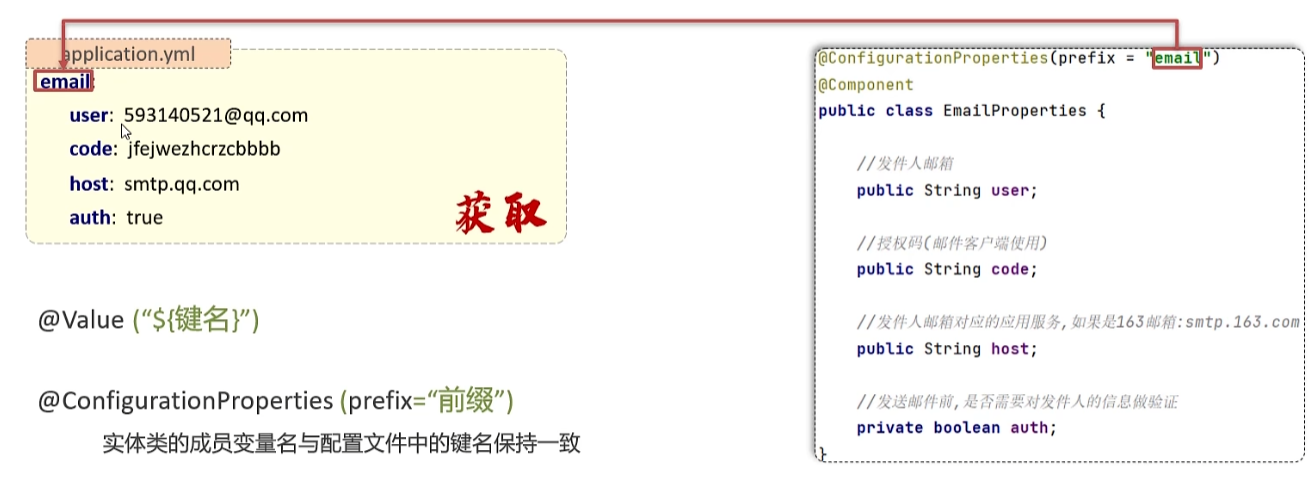 application.yml
email:
user: 593140521@qq.com
code: jfejwezhcrzcbbbb
host: smtp.qq.com
auth: true
获取
@Value (“${键名}”)
@ConfigurationProperties (prefix=“前缀”)
实体类的成员变量名与配置文件中的键名保持一致
@ConfigurationProperties(prefix = "email")
@Component
public class EmailProperties {
//发件人邮箱
public String user;
//授权码(邮件客户端使用)
public String code;
//发件人邮箱对应的应用服务,如果是163邮箱:smtp.163.com
public String host;
//发送邮件前,是否需要对发件人的信息做验证
private boolean auth;
}